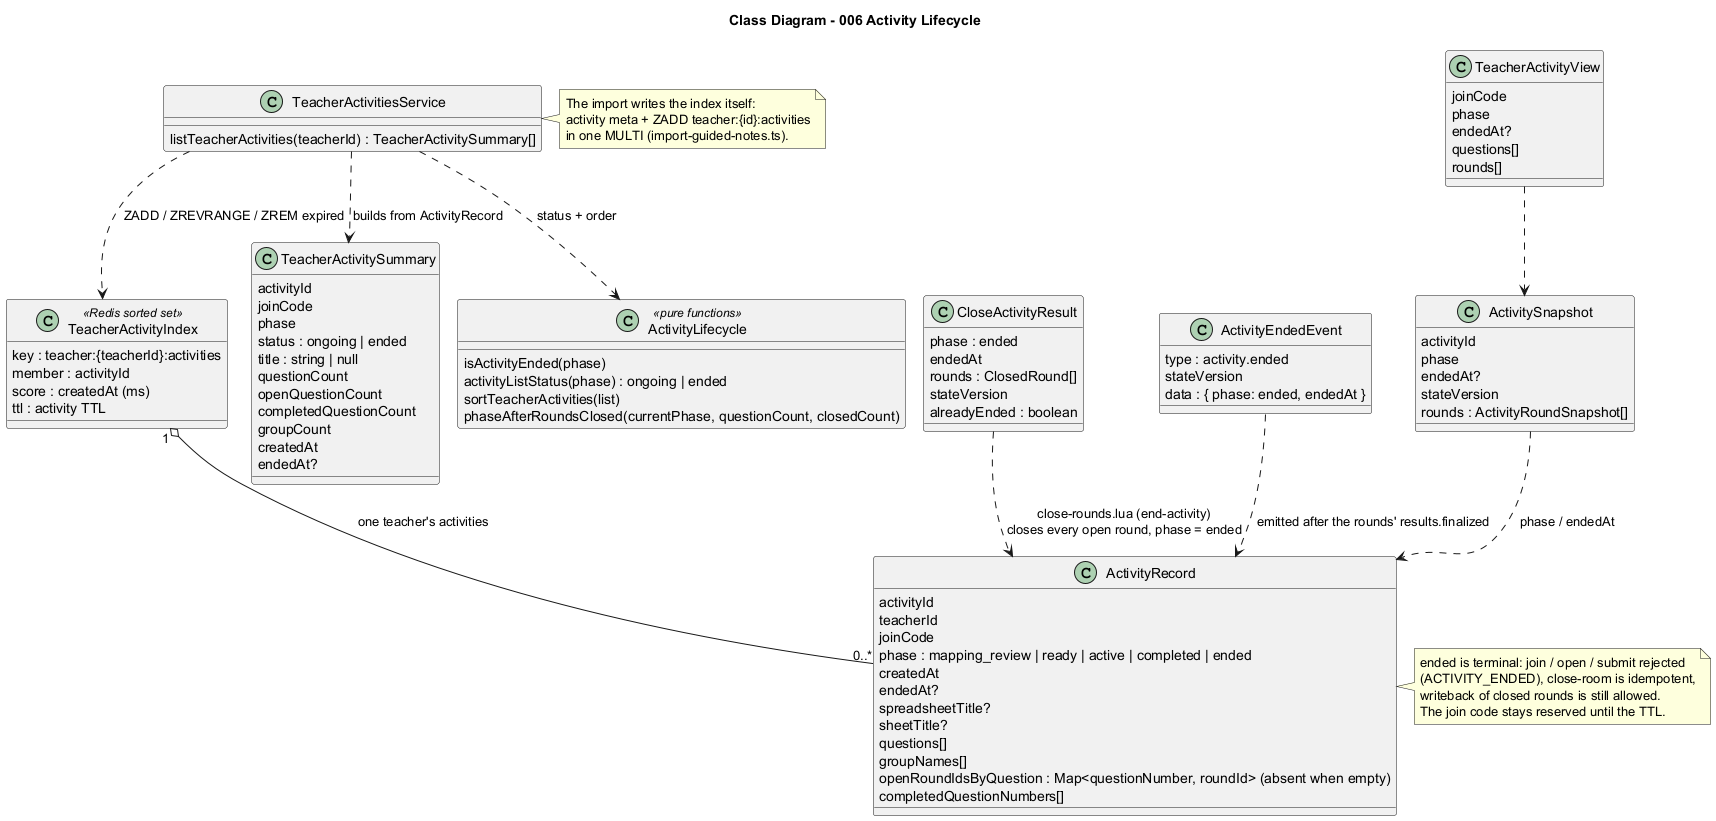 Class Diagram - 006 Activity Lifecycle
C TeacherActivitiesService
listTeacherActivities(teacherId) : TeacherActivitySummary[]
The import writes the index itself:
activity meta + ZADD teacher:{id}:activities
in one MULTI (import-guided-notes.ts).
C TeacherActivityView
joinCode
phase
endedAt?
questions[]
rounds[]
ZADD / ZREVRANGE / ZREM expired
builds from ActivityRecord
status + order
C «Redis sorted set»
TeacherActivityIndex
key : teacher:{teacherId}:activities
member : activityId
score : createdAt (ms)
ttl : activity TTL
C TeacherActivitySummary
activityId
joinCode
phase
status : ongoing | ended
title : string | null
questionCount
openQuestionCount
completedQuestionCount
groupCount
createdAt
endedAt?
C «pure functions»
ActivityLifecycle
isActivityEnded(phase)
activityListStatus(phase) : ongoing | ended
sortTeacherActivities(list)
phaseAfterRoundsClosed(currentPhase, questionCount, closedCount)
C CloseActivityResult
phase : ended
endedAt
rounds : ClosedRound[]
stateVersion
alreadyEnded : boolean
C ActivityEndedEvent
type : activity.ended
stateVersion
data : { phase: ended, endedAt }
C ActivitySnapshot
activityId
phase
endedAt?
stateVersion
rounds : ActivityRoundSnapshot[]
1
one teacher's activities
0..*
close-rounds.lua (end-activity)
closes every open round, phase = ended
emitted after the rounds' results.finalized
phase / endedAt
C ActivityRecord
activityId
teacherId
joinCode
phase : mapping_review | ready | active | completed | ended
createdAt
endedAt?
spreadsheetTitle?
sheetTitle?
questions[]
groupNames[]
openRoundIdsByQuestion : Map<questionNumber, roundId> (absent when empty)
completedQuestionNumbers[]
ended is terminal: join / open / submit rejected
(ACTIVITY_ENDED), close-room is idempotent,
writeback of closed rounds is still allowed.
The join code stays reserved until the TTL.